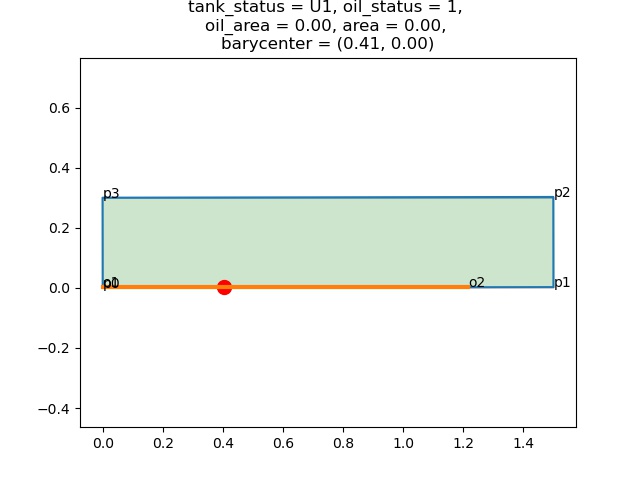 tank_status = U1, oil_status = 1,
oil_area = 0.00, area = 0.00,
barycenter = (0.41, 0.00)
0.6
0.4
0.2
0.0
−0.2
−0.4
p3
p2
o2
p1
0.0
0.2
0.4
0.6
0.8
1.0
1.2
1.4